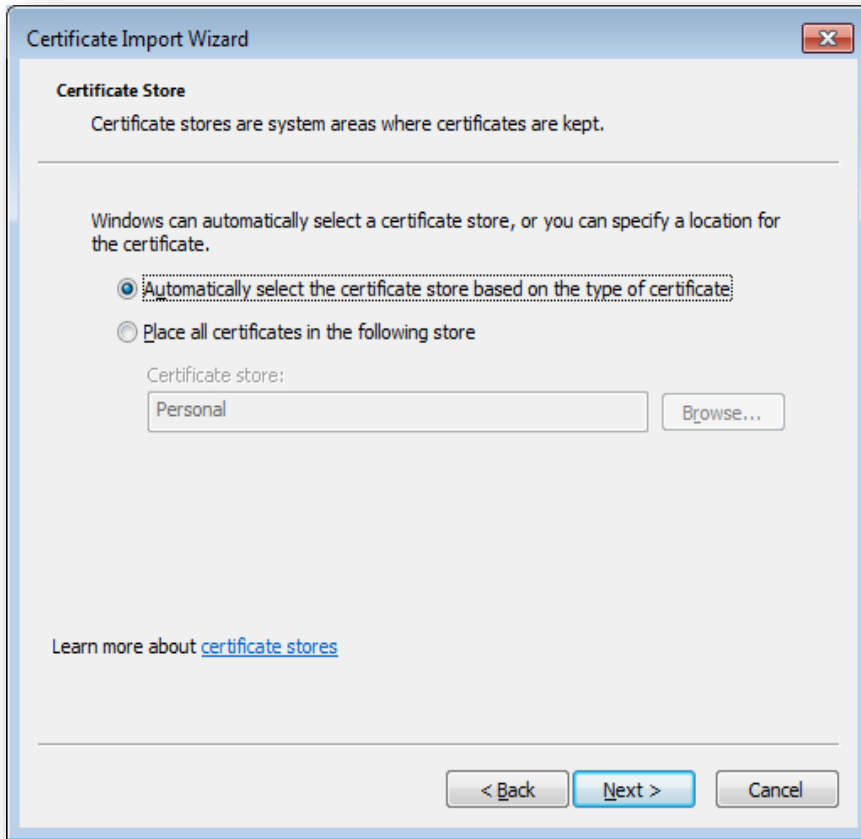 Certificate Import Wizard
Certificate Store
Certificate stores are system areas where certificates are kept.
Windows can automatically select a certificate store, or you can specify a location for
the certificate.
Automatically select the certificate store based on the type of certificate
Place all certificates in the following store
Certificate store:
Personal
Browse...
Learn more about certificate stores
< Back
Next >
Cancel